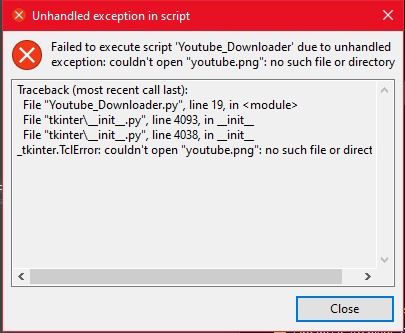 Unhandled exception in script
Failed to execute script 'Youtube_Downloader' due to unhandled
exception: couldn't open "youtube.png": no such file or directory
Traceback (most recent call last):
File "Youtube_Downloader.py", line 19, in <module>
File "tkinter\__init__.py", line 4093, in __init__
File "tkinter\__init__.py", line 4038, in __init__
_tkinter.TclError: couldn't open "youtube.png": no such file or direct
Close